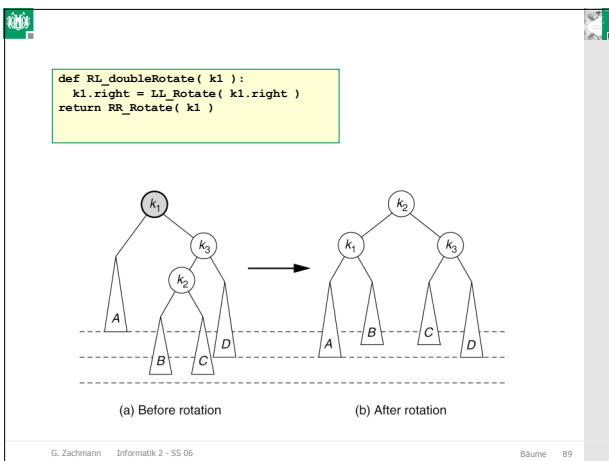 def RL_doubleRotate( k1 ):
k1.right = LL_Rotate( k1.right )
return RR_Rotate( k1 )
k1
k3
k2
A
B
C
D
k2
k1
k3
A
B
C
D
(a) Before rotation
(b) After rotation
G. Zachmann Informatik 2 - SS 06
Bäume 89